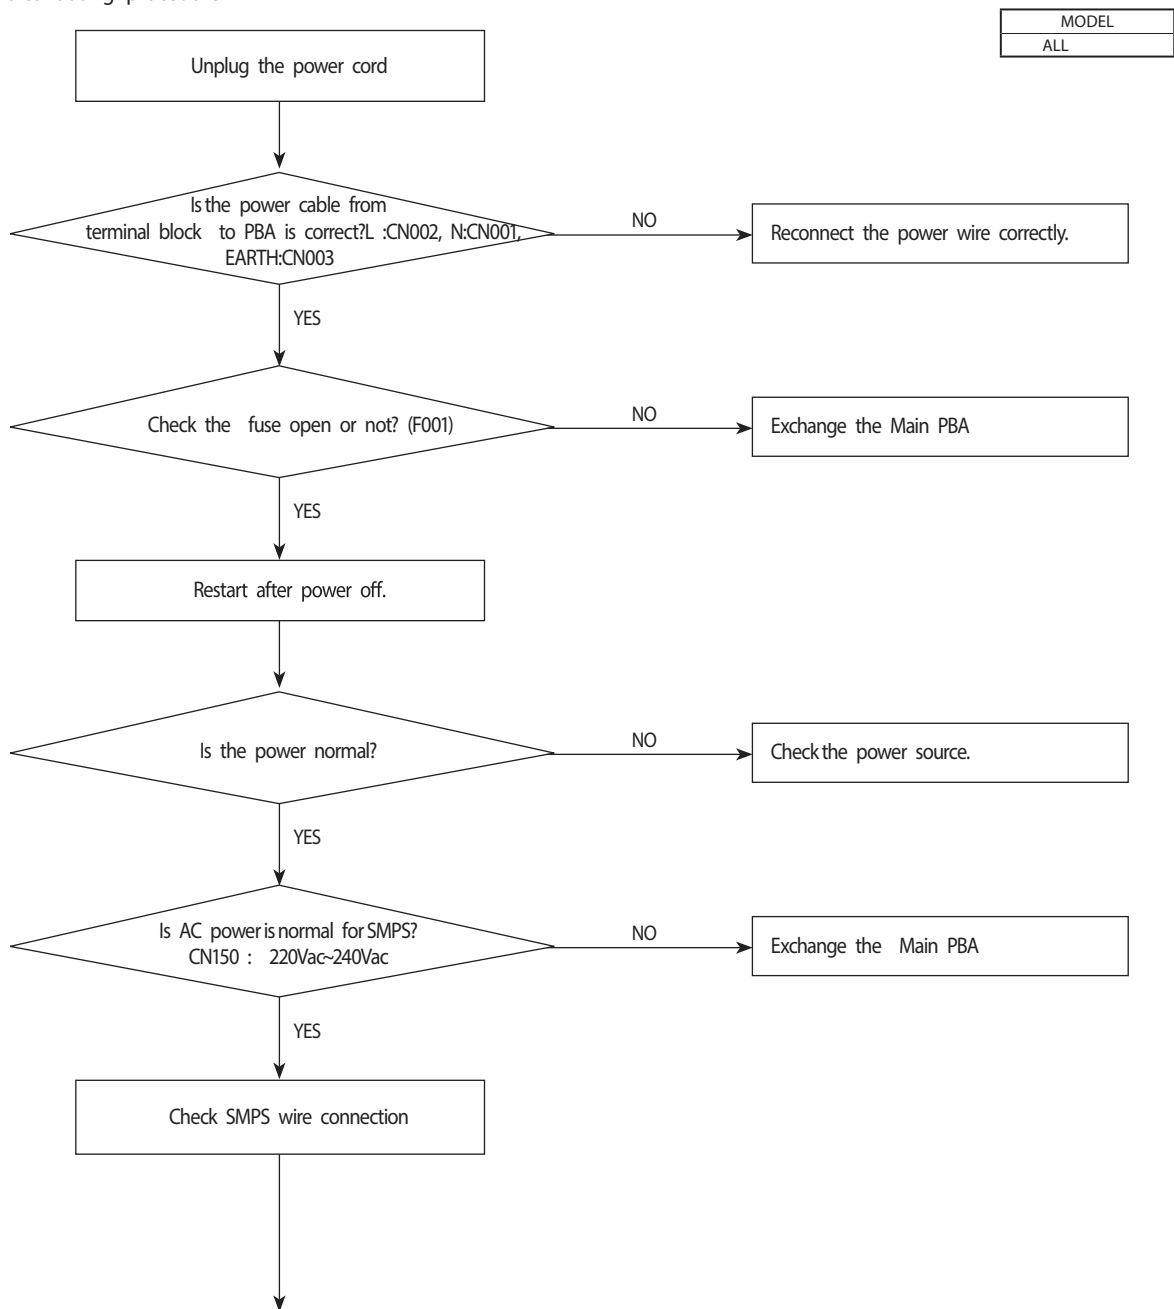 MODEL
ALL
Unplug the power cord
Is the power cable from
terminal block to PBA is correct?L :CN002, N:CN001,
EARTH:CN003
NO
Reconnect the power wire correctly.
YES
Check the fuse open or not? (F001)
NO
Exchange the Main PBA
YES
Restart after power off.
Is the power normal?
NO
Check the power source.
YES
Is AC power is normal for SMPS?
CN150 : 220Vac~240Vac
NO
Exchange the Main PBA
YES
Check SMPS wire connection